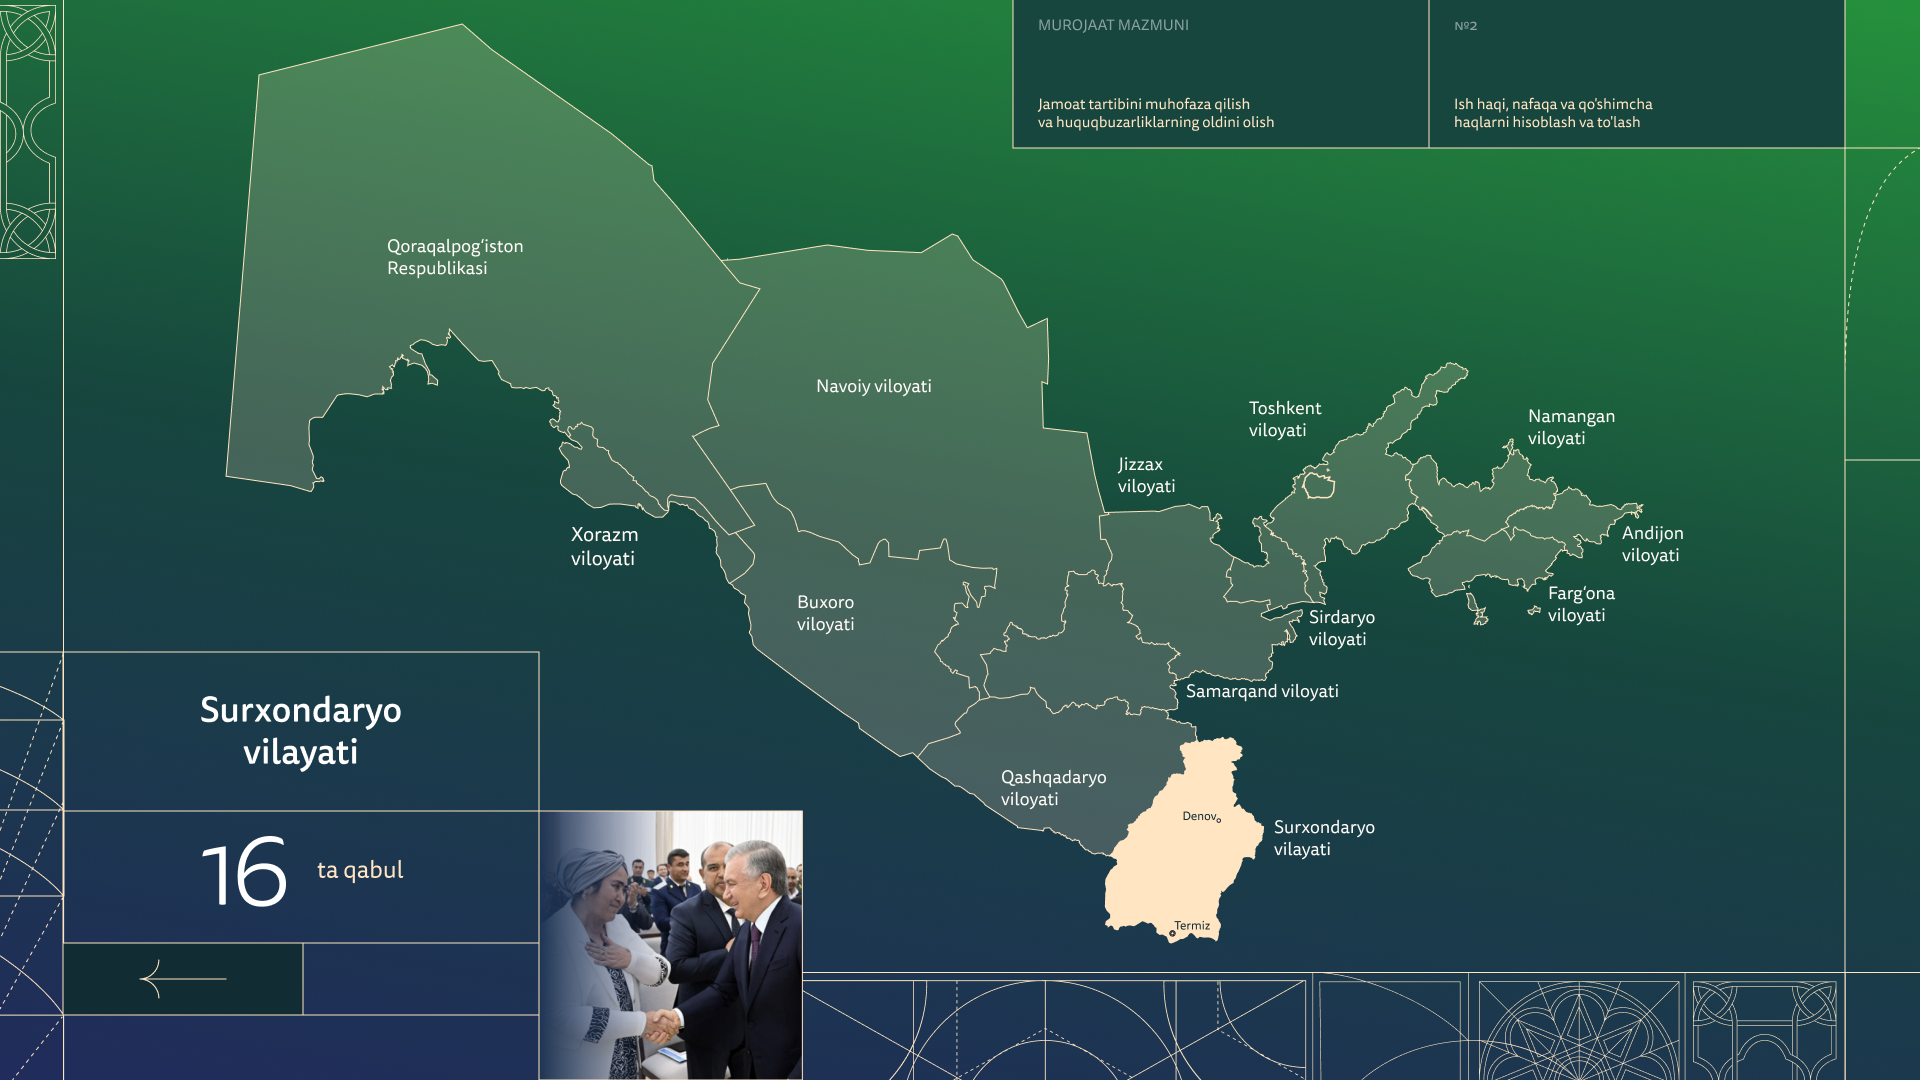 MUROJAAT MAZMUNI
№2
Jamoat tartibini muhofaza qilish
va huquqbuzarliklarning oldini olish
Ish haqi, nafaqa va qo'shimcha
haqlarni hisoblash va to'lash
Qoraqalpog‘iston
Respublikasi
Navoiy viloyati
Toshkent
viloyati
Namangan
viloyati
Jizzax
viloyati
Andijon
viloyati
Xorazm
viloyati
Farg‘ona
viloyati
Buxoro
viloyati
Sirdaryo
viloyati
Samarqand viloyati
Qashqadaryo
viloyati
Denov
Surxondaryo
vilayati
Termiz
Surxondaryo
vilayati
16
ta qabul